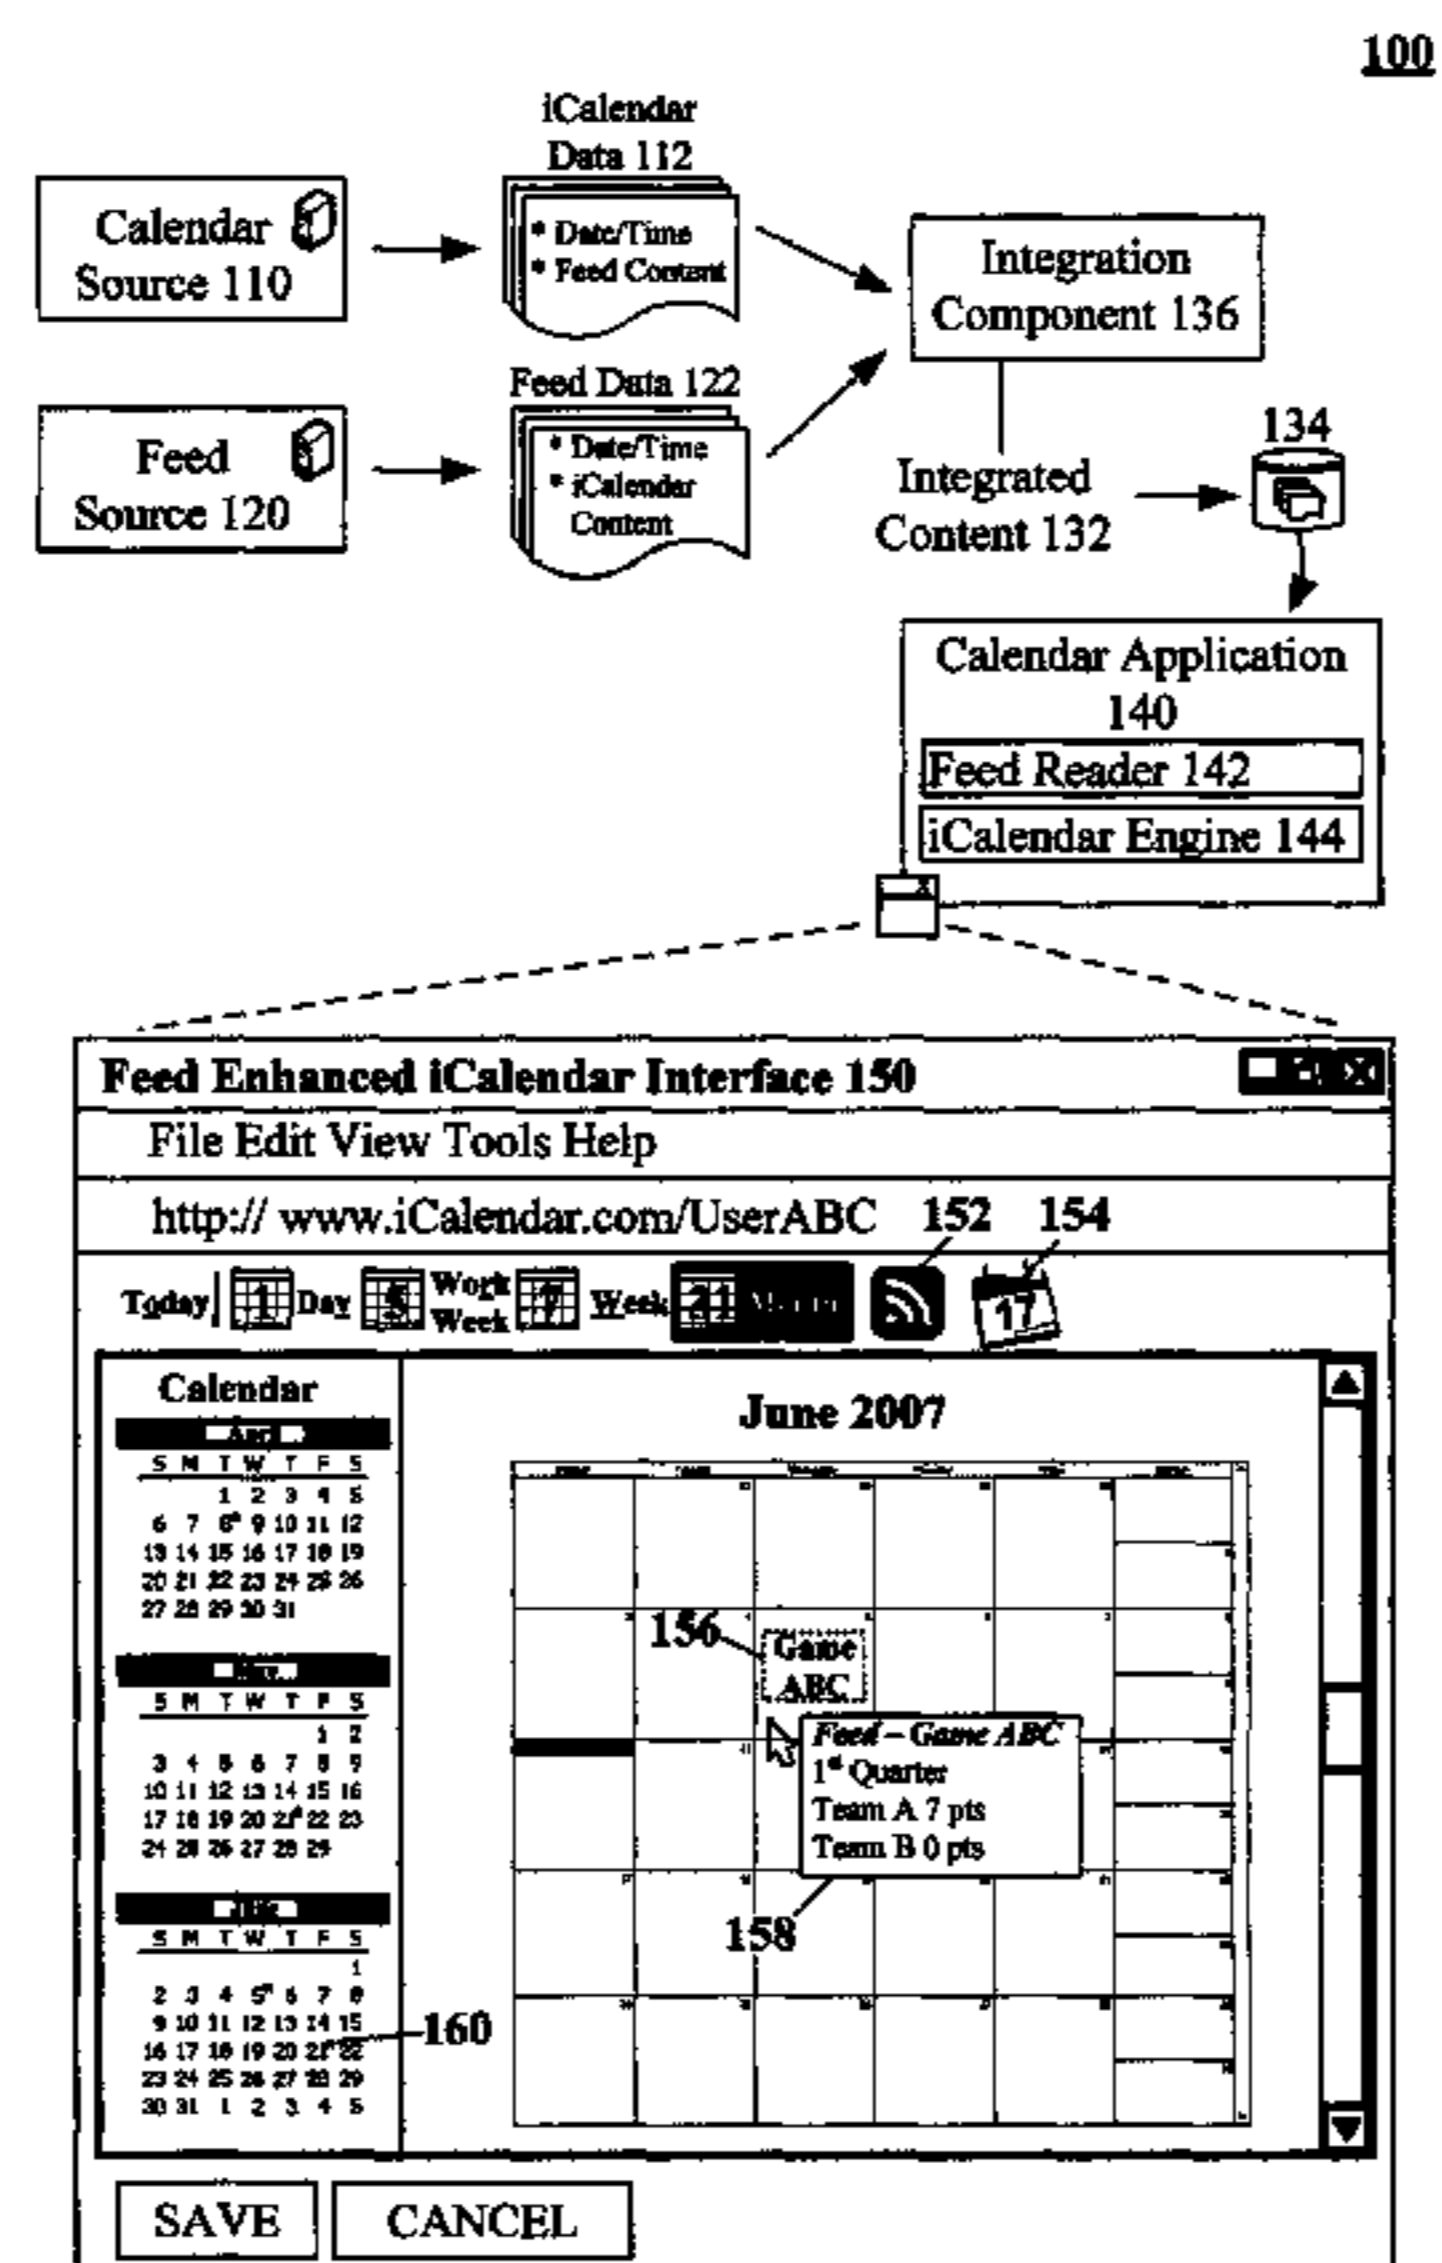 100
iCalendar
Data 112
Calendar
Source 110
* Date/Time
* Feed Content
Integration
Component 136
Feed Data 122
Feed
Source 120
* Date/Time
* iCalendar
Content
Integrated
Content 132
134
Calendar Application
140
Feed Reader 142
iCalendar Engine 144
X
Feed Enhanced iCalendar Interface 150
File Edit View Tools Help
http:// www.iCalendar.com/UserABC 152 154
Today 1 Day 5 Work Week 7 Week 31 Month 17
Calendar
June 2007
April
S M T W T F S
1 2 3 4 5
6 7 8* 9 10 11 12
13 14 15 16 17 18 19
20 21 22 23 24 25 26
27 28 29 30 31
May
S M T W T F S
1 2
3 4 5 6 7 8 9
10 11 12 13 14 15 16
17 18 19 20 21* 22 23
24 25 26 27 28 29
S M T W T F S
1
2 3 4 5* 6 7 8
9 10 11 12 13 14 15
16 17 18 19 20 21* 22
23 24 25 26 27 28 29
30 31 1 2 3 4 5
156
Game
ABC
Feed – Game ABC
1st Quarter
Team A 7 pts
Team B 0 pts
158
160
SAVE
CANCEL